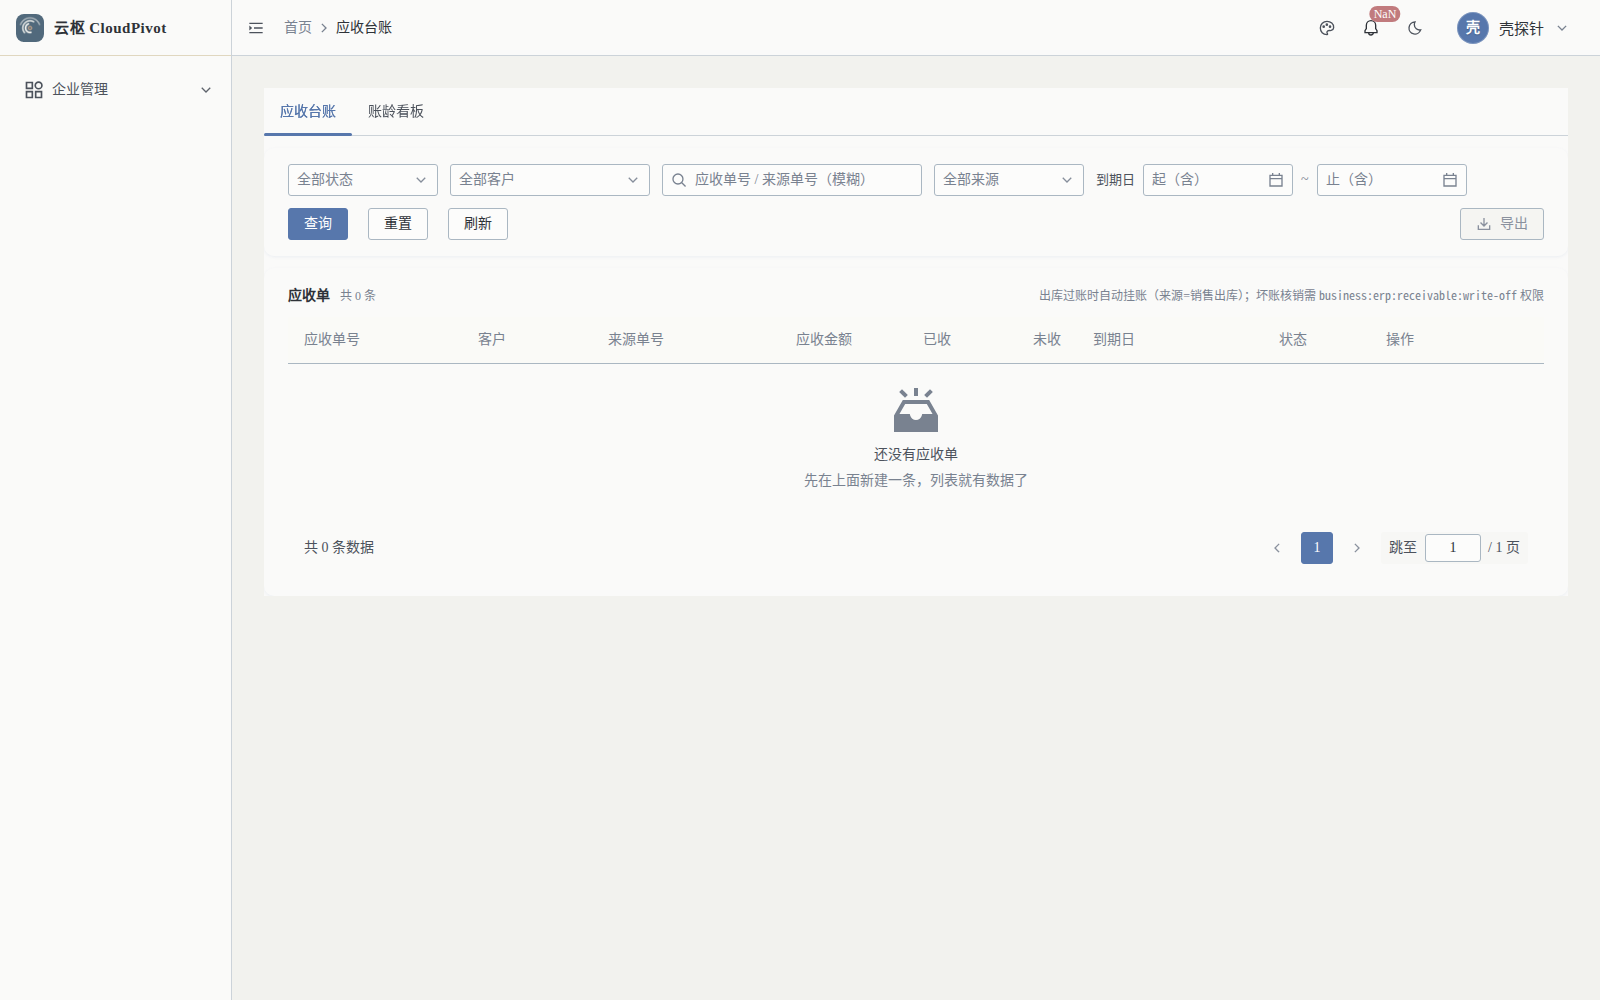 云枢 CloudPivot
首页 > 应收台账
NaN
壳
壳探针
企业管理
应收台账 账龄看板
全部状态 全部客户 应收单号 / 来源单号（模糊） 全部来源 到期日 起（含） ~ 止（含）
查询 重置 刷新 导出
应收单 共 0 条 出库过账时自动挂账（来源=销售出库）；坏账核销需 business:erp:receivable:write-off 权限
应收单号 客户 来源单号 应收金额 已收 未收 到期日 状态 操作
还没有应收单
先在上面新建一条，列表就有数据了
共 0 条数据 1 跳至 1 / 1 页